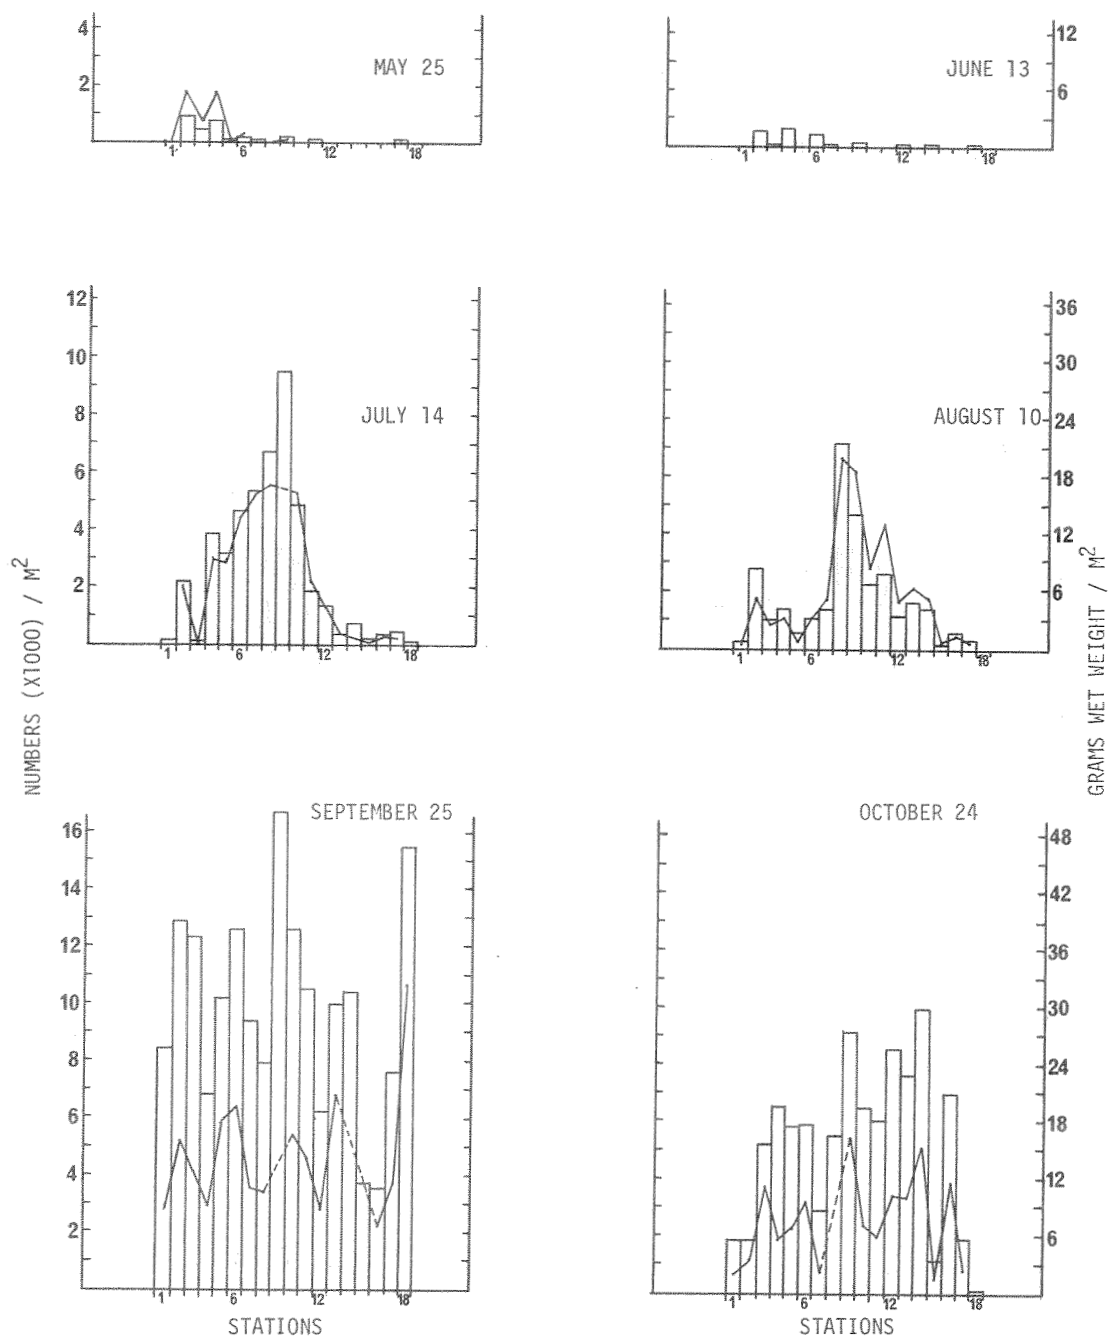 4
2
MAY 25
1 6 12 18
12
6
JUNE 13
1 6 12 18
12
10
8
6
4
2
JULY 14
1 6 12 18
36
30
24
18
12
6
AUGUST 10
1 6 12 18
NUMBERS (X1000) / M²
GRAMS WET WEIGHT / M²
16
14
12
10
8
6
4
2
SEPTEMBER 25
1 6 12 18
STATIONS
48
42
36
30
24
18
12
6
OCTOBER 24
1 6 12 18
STATIONS